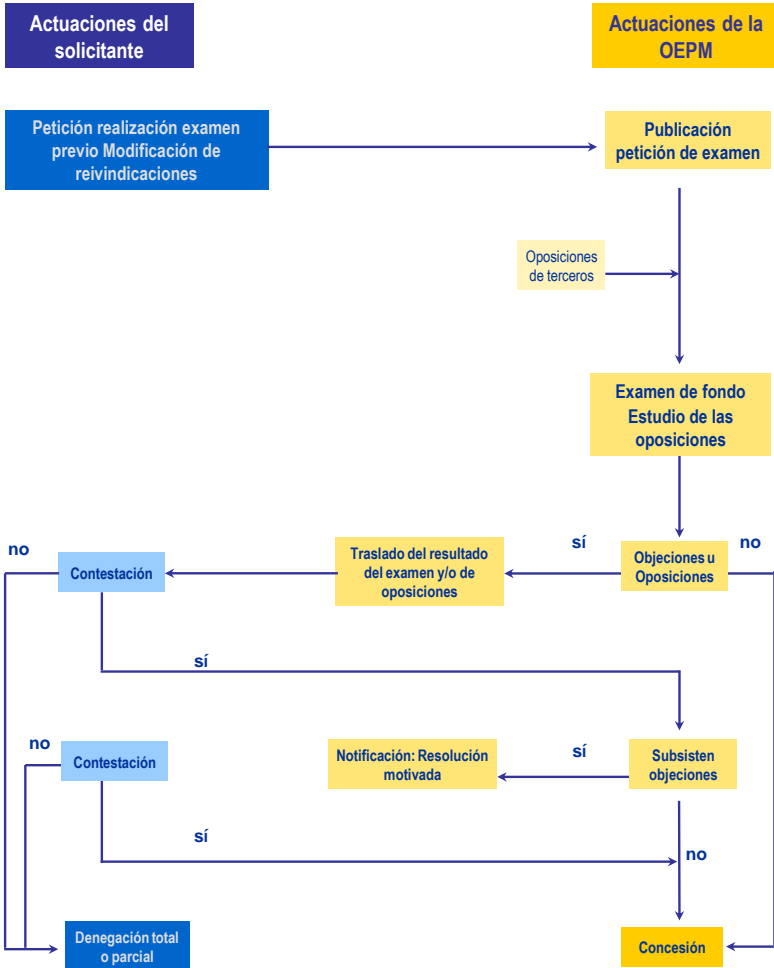 Actuaciones del
solicitante
Actuaciones de la
OEPM
Petición realización examen
previo Modificación de
reivindicaciones
Publicación
petición de examen
Oposiciones
de terceros
Examen de fondo
Estudio de las
oposiciones
no
Contestación
Traslado del resultado
del examen y/o de
oposiciones
sí
Objeciones u
Oposiciones
no
sí
no
Contestación
Notificación: Resolución
motivada
sí
Subsisten
objeciones
sí
no
Denegación total
o parcial
Concesión